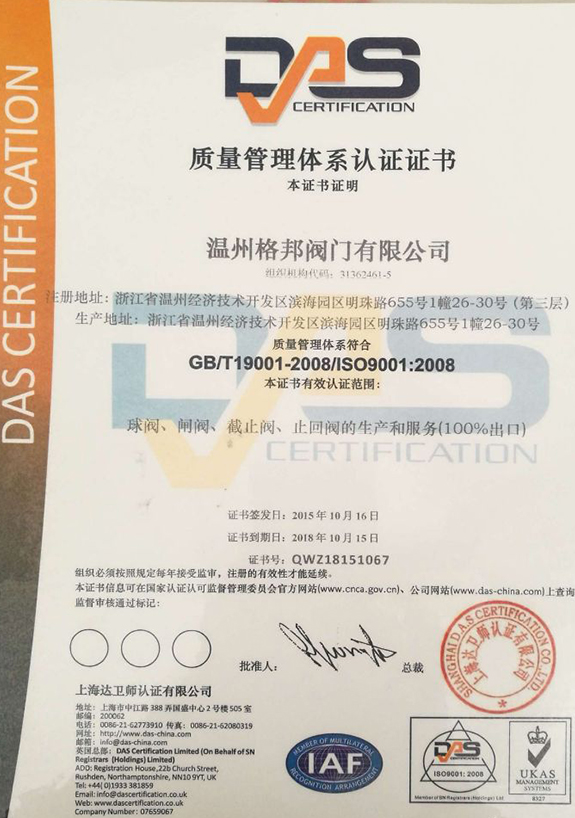 DAS
CERTIFICATION
DAS CERTIFICATION
质量管理体系认证证书
本证书证明
温州格邦阀门有限公司
组织机构代码：31362461-5
注册地址：浙江省温州经济技术开发区滨海园区明珠路655号1幢26-30号（第三层）
生产地址：浙江省温州经济技术开发区滨海园区明珠路655号1幢26-30号
质量管理体系符合
GB/T19001-2008/ISO9001:2008
本证书有效认证范围：
球阀、闸阀、截止阀、止回阀的生产和服务(100%出口)
DAS
CERTIFICATION
证书签发日：2015年10月16日
证书到期日：2018年10月15日
证书号：QWZ18151067
组织必须按照规定每年接受监审，注册的有效性才能延续。
本证书信息可在国家认证认可监督管理委员会官方网站(www.cnca.gov.cn)、公司网站(www.das-china.com)上查询
监督审核通过标记：
批准人：
总裁
SHANGHAI D.A.S CERTIFICATION CO.,LTD.
上海达卫师认证有限公司
上海达卫师认证有限公司
地址：上海市中江路388弄国盛中心2号楼505室
邮编：200062
电话：0086-21-62773910 传真：0086-21-62080319
网址：http://www.das-china.com
邮箱：info@das-china.com
英国总部：DAS Certification Limited (On Behalf of SN
Registrars (Holdings) Limited)
ADD: Registration House,22b Church Street,
Rushden, Northamptonshire, NN10 9YT, UK
Tel: +44( 0)1933 381859
Email: info@dascertification.co.uk
Web: www.dascertification.co.uk
Company Number : 07659067
MEMBER OF MULTILATERAL
IAF
RECOGNITION ARRANGEMENT
DAS
CERTIFICATION
ISO9001: 2008
Member of SN Registrars (Holdings) Ltd
UKAS
MANAGEMENT
SYSTEMS
8327